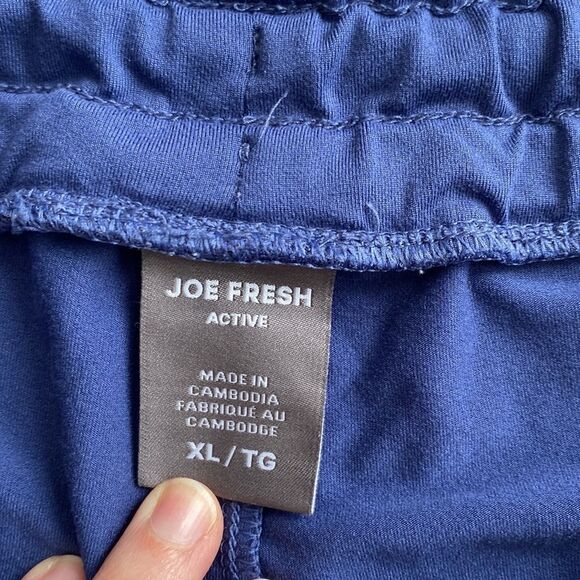 JOE FRESH
ACTIVE
MADE IN
CAMBODIA
FABRIQUÉ AU
CAMBODGE
XL/TG